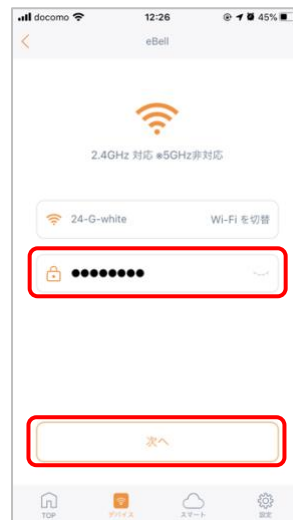 docomo 12:26 45%
eBell
2.4GHz 対応 ※5GHz非対応
24-G-white Wi-Fi を切替
●●●●●●●●
次へ
TOP デバイス スマート 設定